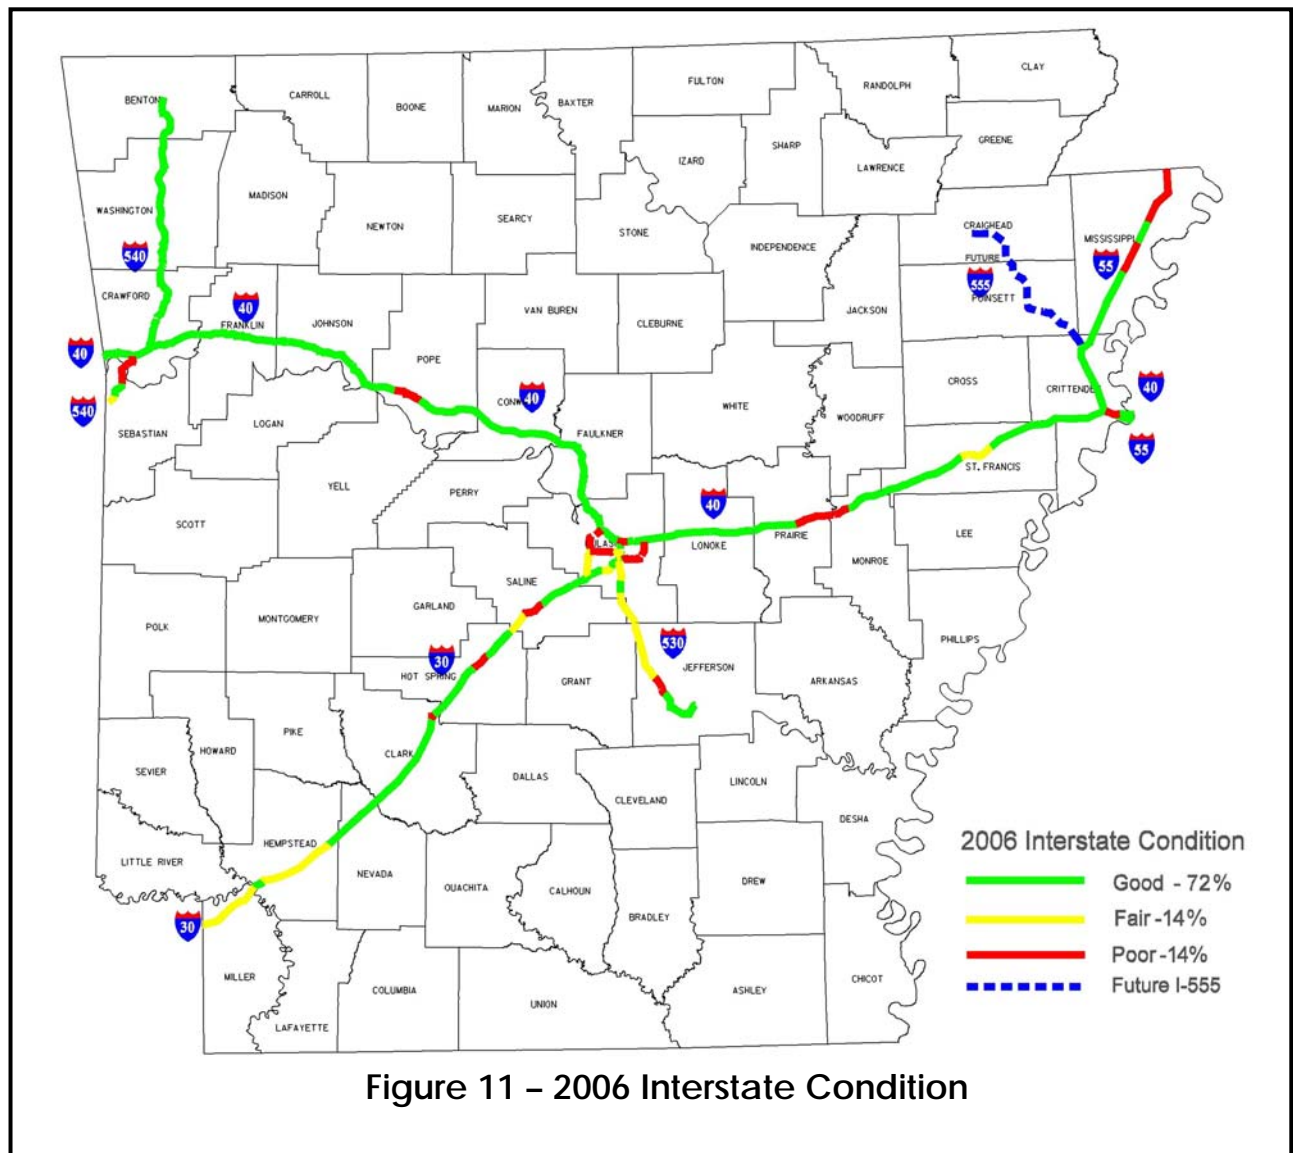 CLAY
FULTON
RANDOLPH
CARROLL
BENTON
BOONE
MARION
BAXTER
GREENE
SHARP
IZARD
LAWRENCE
MADISON
WASHINGTON
SEARCY
NEWTON
STONE
CRAIGHEAD
MISSISSIPPI
INDEPENDENCE
540
FUTURE
55
555
POINSETT
CRAWFORD
40
FRANKLIN
JOHNSON
VAN BUREN
CLEBURNE
JACKSON
40
POPE
CROSS
CRITTENDEN
40
CONW
40
WHITE
540
WOODRUFF
LOGAN
SEBASTIAN
FAULKNER
55
ST. FRANCIS
YELL
PERRY
40
SCOTT
LEE
PRAIRIE
LONOKE
MONROE
SALINE
GARLAND
MONTGOMERY
POLK
PHILLIPS
530
30
JEFFERSON
HOT SPRING
GRANT
ARKANSAS
PIKE
HOWARD
CLARK
SEVIER
DALLAS
LINCOLN
CLEVELAND
DESHA
HEMPSTEAD
LITTLE RIVER
NEVADA
OUACHITA
CALHOUN
DREW
BRADLEY
30
MILLER
COLUMBIA
UNION
ASHLEY
CHICOT
LAFAYETTE
2006 Interstate Condition
Good - 72%
Fair -14%
Poor -14%
Future I-555
Figure 11 – 2006 Interstate Condition